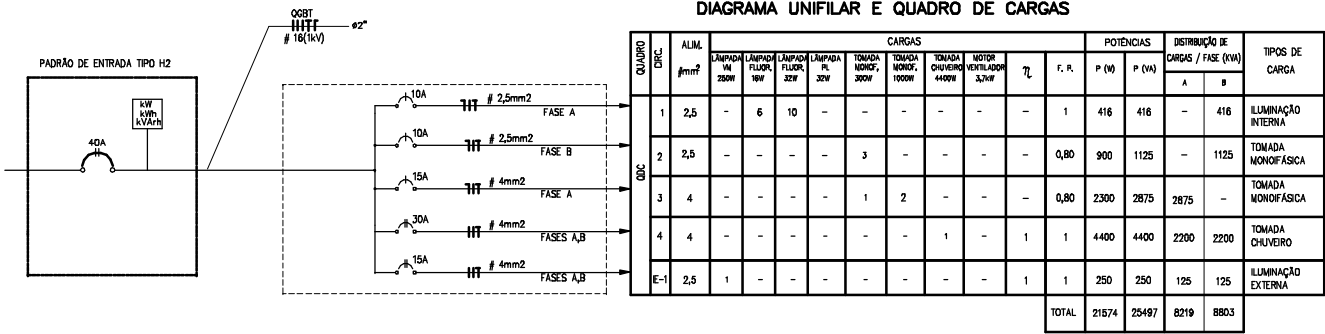 DIAGRAMA UNIFILAR E QUADRO DE CARGAS
QGBT
ø2"
# 16(1kV)
PADRÃO DE ENTRADA TIPO H2
kW
kWh
kVArh
40A
10A
# 2,5mm2
FASE A
10A
# 2,5mm2
FASE B
15A
# 4mm2
FASE A
30A
# 4mm2
FASES A,B
15A
# 4mm2
FASES A,B
QUADRO
CIRC.
ALIM.
#mm²
CARGAS
POTÊNCIAS
DISTRIBUIÇÃO DE
CARGAS / FASE (KVA)
TIPOS DE
CARGA
LÂMPADA
VM
250W
LÂMPADA
FLUOR.
16W
LÂMPADA
FLUOR.
32W
LÂMPADA
PL
32W
TOMADA
MONOF.
300W
TOMADA
MONOF.
1000W
TOMADA
CHUVEIRO
4400W
MOTOR
VENTILADOR
3,7kW
η
F. P.
P (W)
P (VA)
A
B
QDC
1 2,5 - 6 10 - - - - - - 1 416 416 - 416 ILUMINAÇÃO
INTERNA
2 2,5 - - - - 3 - - - - 0,80 900 1125 - 1125 TOMADA
MONOIFÁSICA
3 4 - - - - 1 2 - - - 0,80 2300 2875 2875 - TOMADA
MONOIFÁSICA
4 4 - - - - - - 1 - 1 1 4400 4400 2200 2200 TOMADA
CHUVEIRO
IE-1 2,5 1 - - - - - - - 1 1 250 250 125 125 ILUMINAÇÃO
EXTERNA
TOTAL 21574 25497 8219 8803